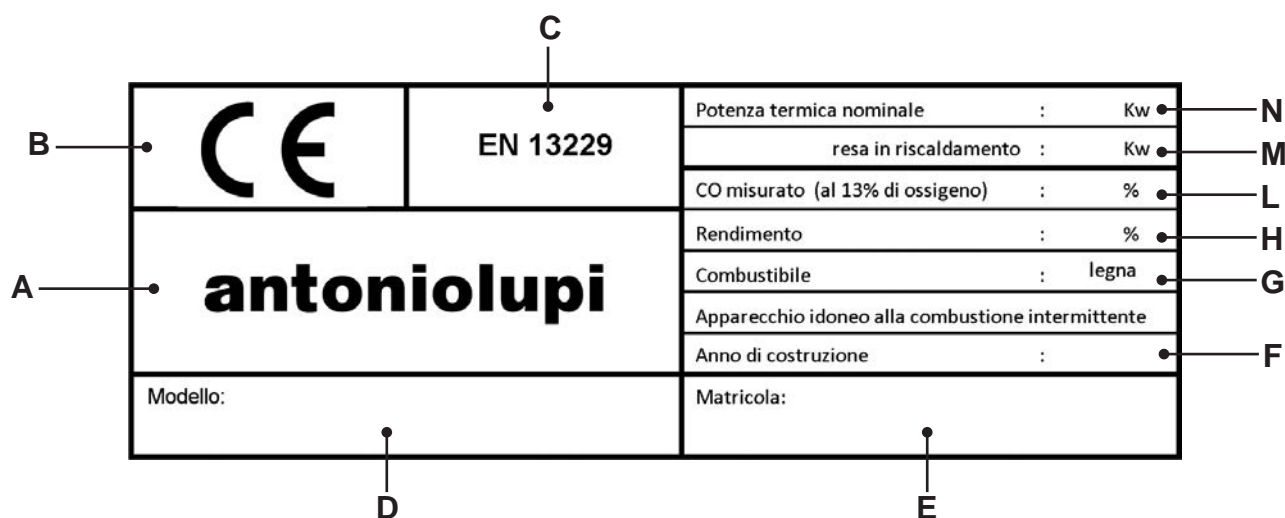 C
B
CE
EN 13229
Potenza termica nominale : Kw
N
resa in riscaldamento : Kw
M
CO misurato (al 13% di ossigeno) : %
L
Rendimento : %
H
A
antoniolupi
Combustibile : legna
G
Apparecchio idoneo alla combustione intermittente
Anno di costruzione :
F
Modello:
Matricola:
D
E